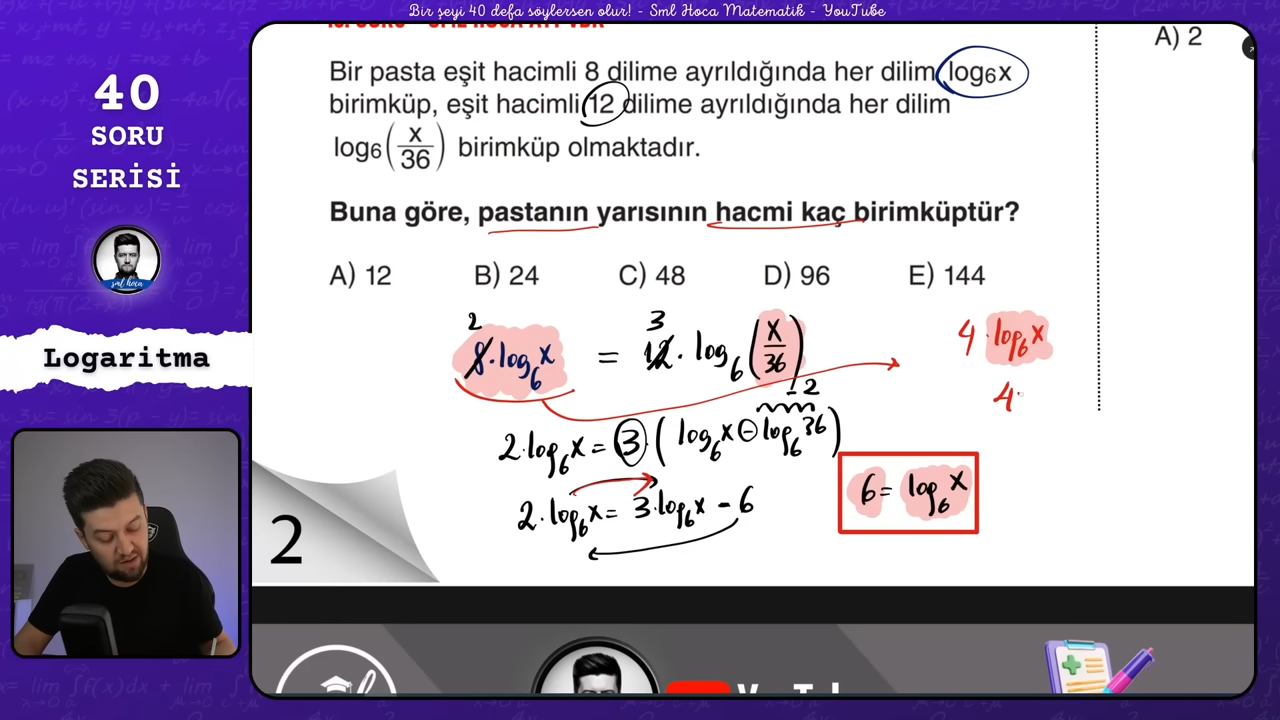 Bir şeyi 40 defa söylersen olur! - Sml Hoca Matematik - YouTube
40
SORU
SERİSİ
sml hoca
Logaritma
A) 2
Bir pasta eşit hacimli 8 dilime ayrıldığında her dilim log₆x
birimküp, eşit hacimli 12 dilime ayrıldığında her dilim
log₆(x/36) birimküp olmaktadır.
Buna göre, pastanın yarısının hacmi kaç birimküptür?
A) 12 B) 24 C) 48 D) 96 E) 144
2 3
8·log₆x = 12·log₆(x/36)
4·log₆x
4·
2
2·log₆x = 3·(log₆x - log₆36)
6 = log₆x
2·log₆x = 3·log₆x - 6
2